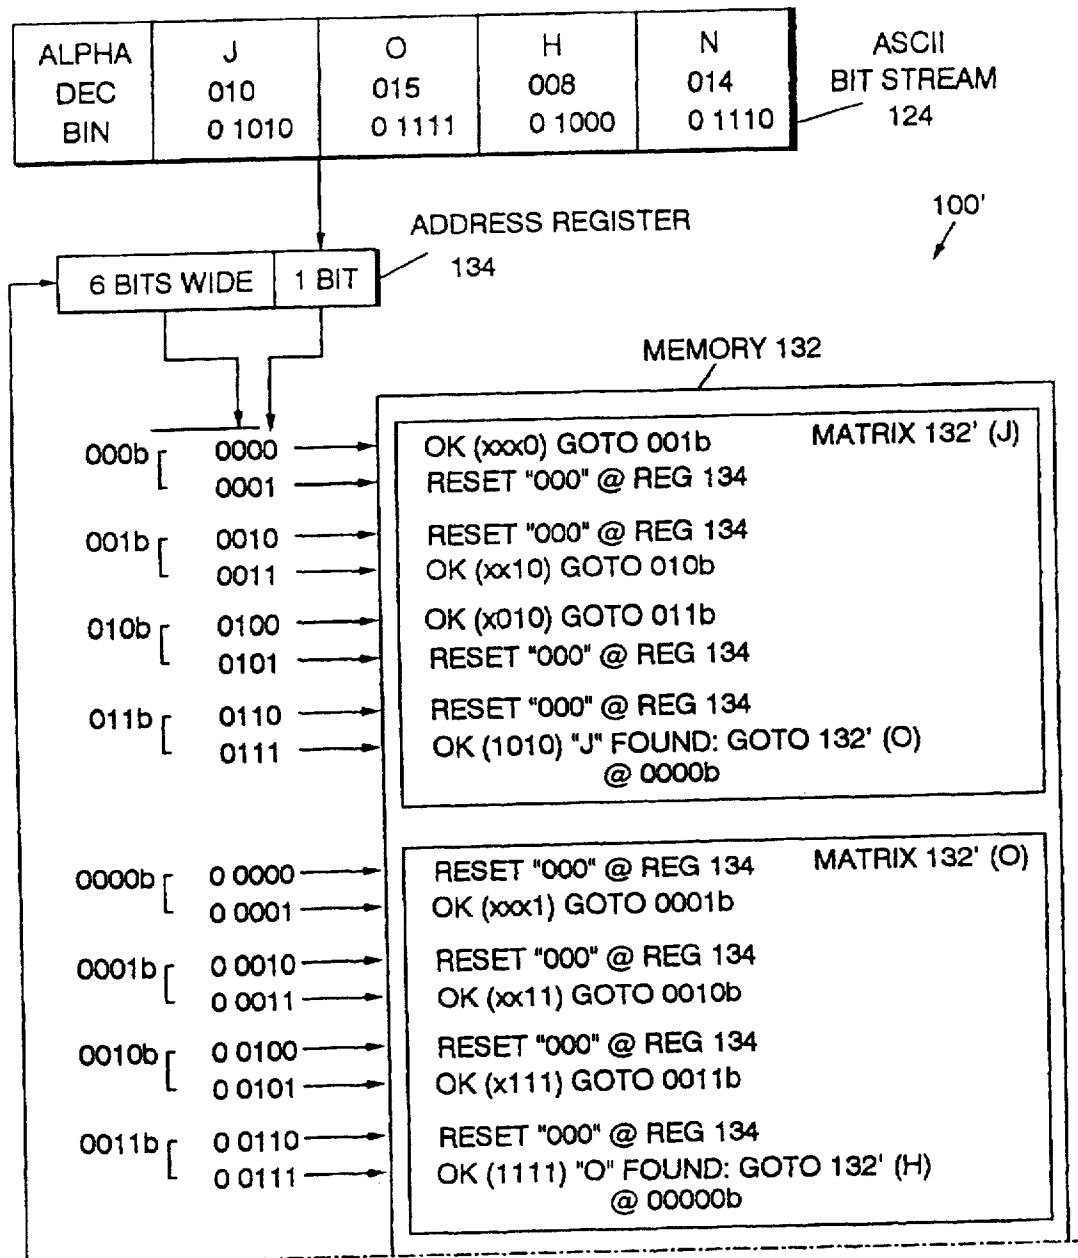 ALPHA J O H N
DEC 010 015 008 014
BIN 0 1010 0 1111 0 1000 0 1110
ASCII
BIT STREAM
124
100'
ADDRESS REGISTER
134
6 BITS WIDE 1 BIT
MEMORY 132
MATRIX 132' (J)
000b 0000 OK (xxx0) GOTO 001b
0001 RESET "000" @ REG 134
001b 0010 RESET "000" @ REG 134
0011 OK (xx10) GOTO 010b
010b 0100 OK (x010) GOTO 011b
0101 RESET "000" @ REG 134
011b 0110 RESET "000" @ REG 134
0111 OK (1010) "J" FOUND: GOTO 132' (O)
@ 0000b
MATRIX 132' (O)
0000b 0 0000 RESET "000" @ REG 134
0 0001 OK (xxx1) GOTO 0001b
0001b 0 0010 RESET "000" @ REG 134
0 0011 OK (xx11) GOTO 0010b
0010b 0 0100 RESET "000" @ REG 134
0 0101 OK (x111) GOTO 0011b
0011b 0 0110 RESET "000" @ REG 134
0 0111 OK (1111) "O" FOUND: GOTO 132' (H)
@ 00000b